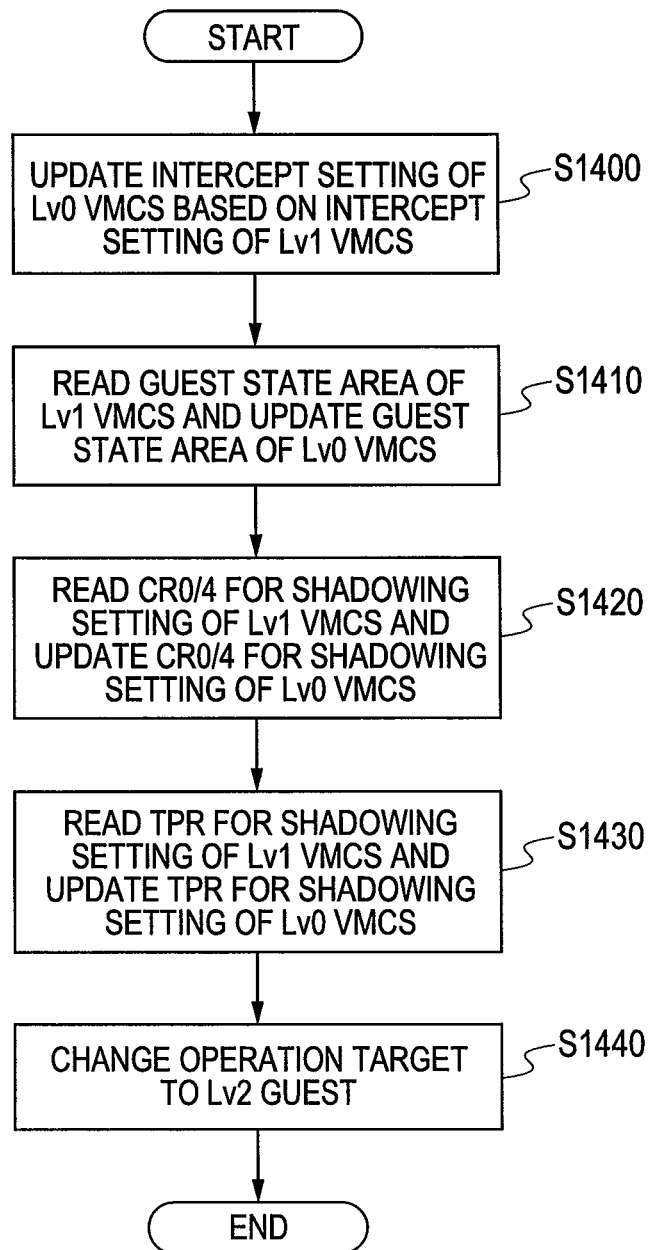 START
UPDATE INTERCEPT SETTING OF
Lv0 VMCS BASED ON INTERCEPT
SETTING OF Lv1 VMCS
S1400
READ GUEST STATE AREA OF
Lv1 VMCS AND UPDATE GUEST
STATE AREA OF Lv0 VMCS
S1410
READ CR0/4 FOR SHADOWING
SETTING OF Lv1 VMCS AND
UPDATE CR0/4 FOR SHADOWING
SETTING OF Lv0 VMCS
S1420
READ TPR FOR SHADOWING
SETTING OF Lv1 VMCS AND
UPDATE TPR FOR SHADOWING
SETTING OF Lv0 VMCS
S1430
CHANGE OPERATION TARGET
TO Lv2 GUEST
S1440
END